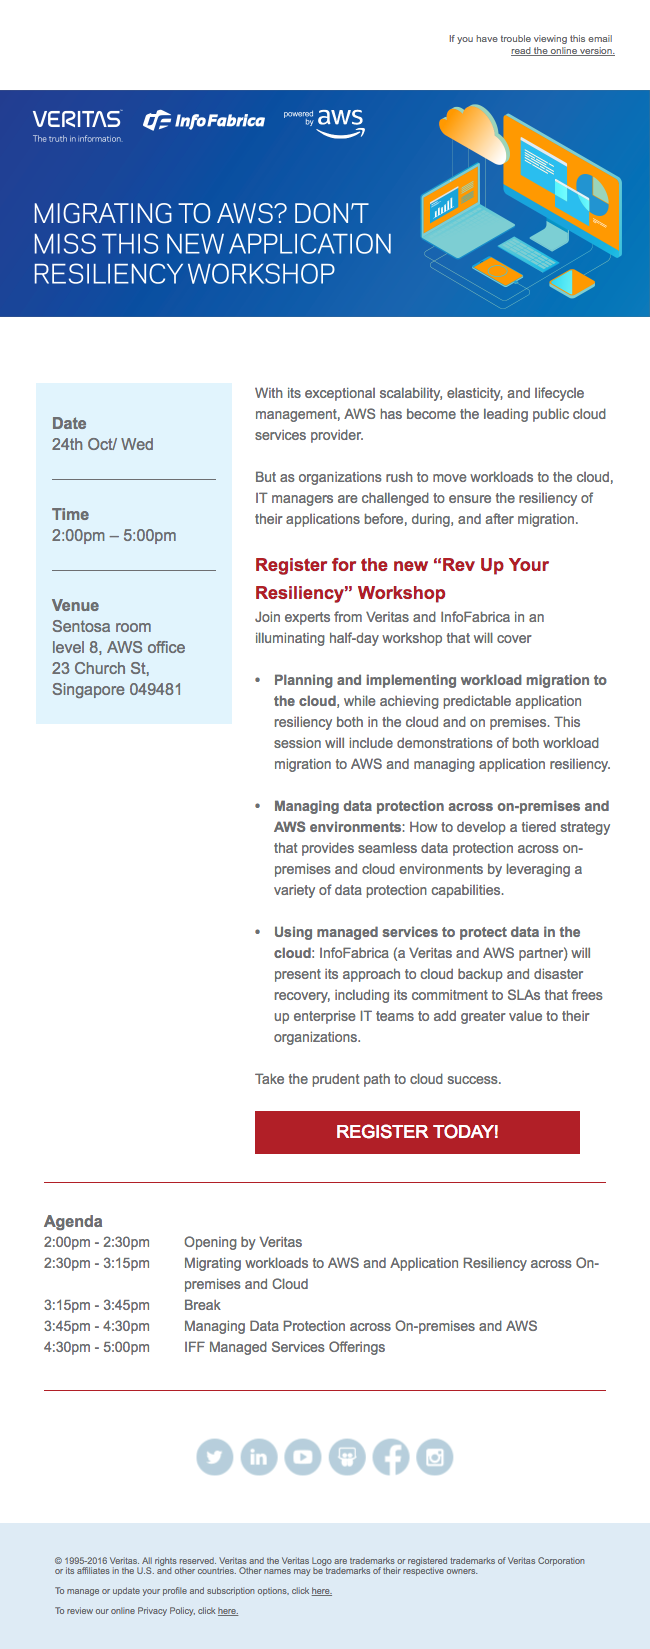 If you have trouble viewing this email
read the online version.
VERITAS™
The truth in information.
InfoFabrica
powered
by
aws
MIGRATING TO AWS? DON'T
MISS THIS NEW APPLICATION
RESILIENCY WORKSHOP
Date
24th Oct/ Wed
Time
2:00pm – 5:00pm
Venue
Sentosa room
level 8, AWS office
23 Church St,
Singapore 049481
With its exceptional scalability, elasticity, and lifecycle
management, AWS has become the leading public cloud
services provider.
But as organizations rush to move workloads to the cloud,
IT managers are challenged to ensure the resiliency of
their applications before, during, and after migration.
Register for the new “Rev Up Your
Resiliency” Workshop
Join experts from Veritas and InfoFabrica in an
illuminating half-day workshop that will cover
• Planning and implementing workload migration to
the cloud, while achieving predictable application
resiliency both in the cloud and on premises. This
session will include demonstrations of both workload
migration to AWS and managing application resiliency.
• Managing data protection across on-premises and
AWS environments: How to develop a tiered strategy
that provides seamless data protection across on-
premises and cloud environments by leveraging a
variety of data protection capabilities.
• Using managed services to protect data in the
cloud: InfoFabrica (a Veritas and AWS partner) will
present its approach to cloud backup and disaster
recovery, including its commitment to SLAs that frees
up enterprise IT teams to add greater value to their
organizations.
Take the prudent path to cloud success.
REGISTER TODAY!
Agenda
2:00pm - 2:30pm Opening by Veritas
2:30pm - 3:15pm Migrating workloads to AWS and Application Resiliency across On-
premises and Cloud
3:15pm - 3:45pm Break
3:45pm - 4:30pm Managing Data Protection across On-premises and AWS
4:30pm - 5:00pm IFF Managed Services Offerings
© 1995-2016 Veritas. All rights reserved. Veritas and the Veritas Logo are trademarks or registered trademarks of Veritas Corporation
or its affiliates in the U.S. and other countries. Other names may be trademarks of their respective owners.
To manage or update your profile and subscription options, click here.
To review our online Privacy Policy, click here.